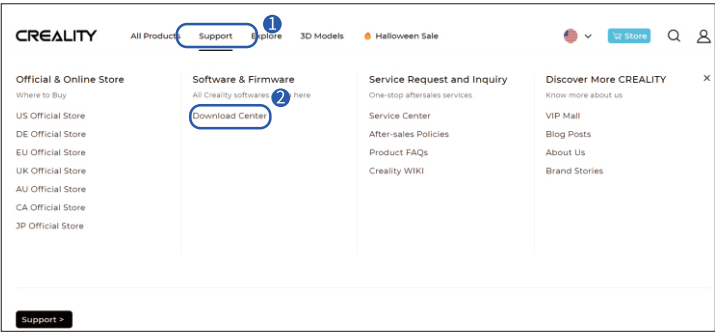 CREALITY
All Products
Support
Explore
3D Models
Halloween Sale
Store
1
Official & Online Store
Where to Buy
US Official Store
DE Official Store
EU Official Store
UK Official Store
AU Official Store
CA Official Store
JP Official Store
Software & Firmware
All Creality softwares here
2
Download Center
Service Request and Inquiry
One-stop aftersales services
Service Center
After-sales Policies
Product FAQs
Creality WIKI
Discover More CREALITY
Know more about us
VIP Mall
Blog Posts
About Us
Brand Stories
Support >